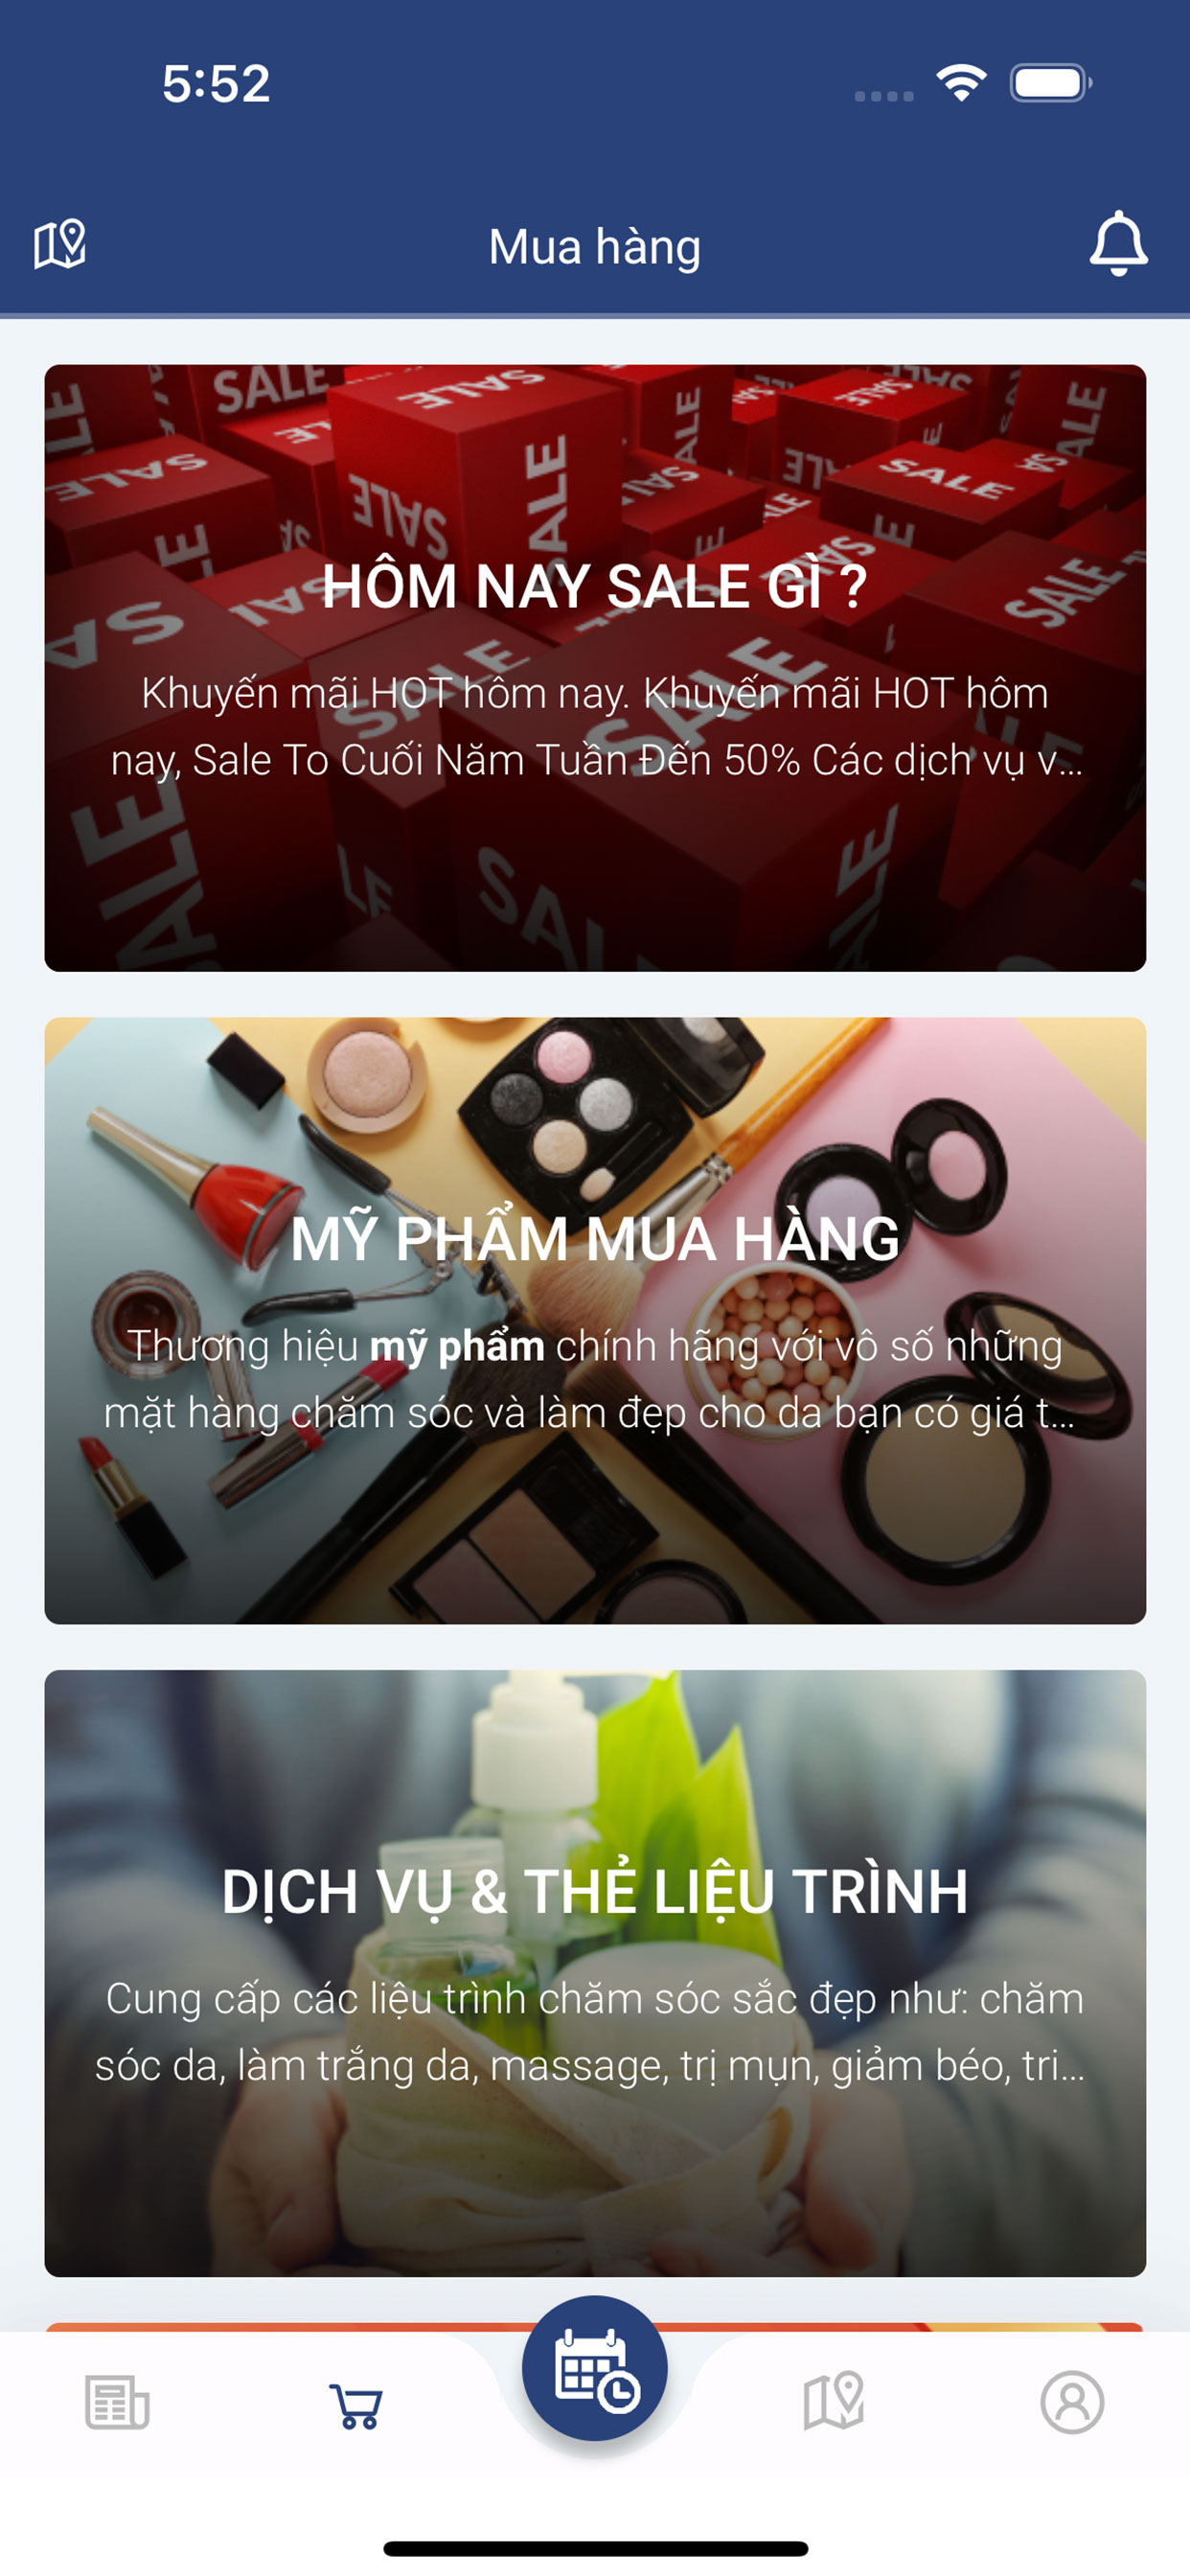 5:52
Mua hàng
HÔM NAY SALE GÌ ?
Khuyến mãi HOT hôm nay. Khuyến mãi HOT hôm
nay, Sale To Cuối Năm Tuần Đến 50% Các dịch vụ v...
MỸ PHẨM MUA HÀNG
Thương hiệu mỹ phẩm chính hãng với vô số những
mặt hàng chăm sóc và làm đẹp cho da bạn có giá t...
DỊCH VỤ & THẺ LIỆU TRÌNH
Cung cấp các liệu trình chăm sóc sắc đẹp như: chăm
sóc da, làm trắng da, massage, trị mụn, giảm béo, tri...